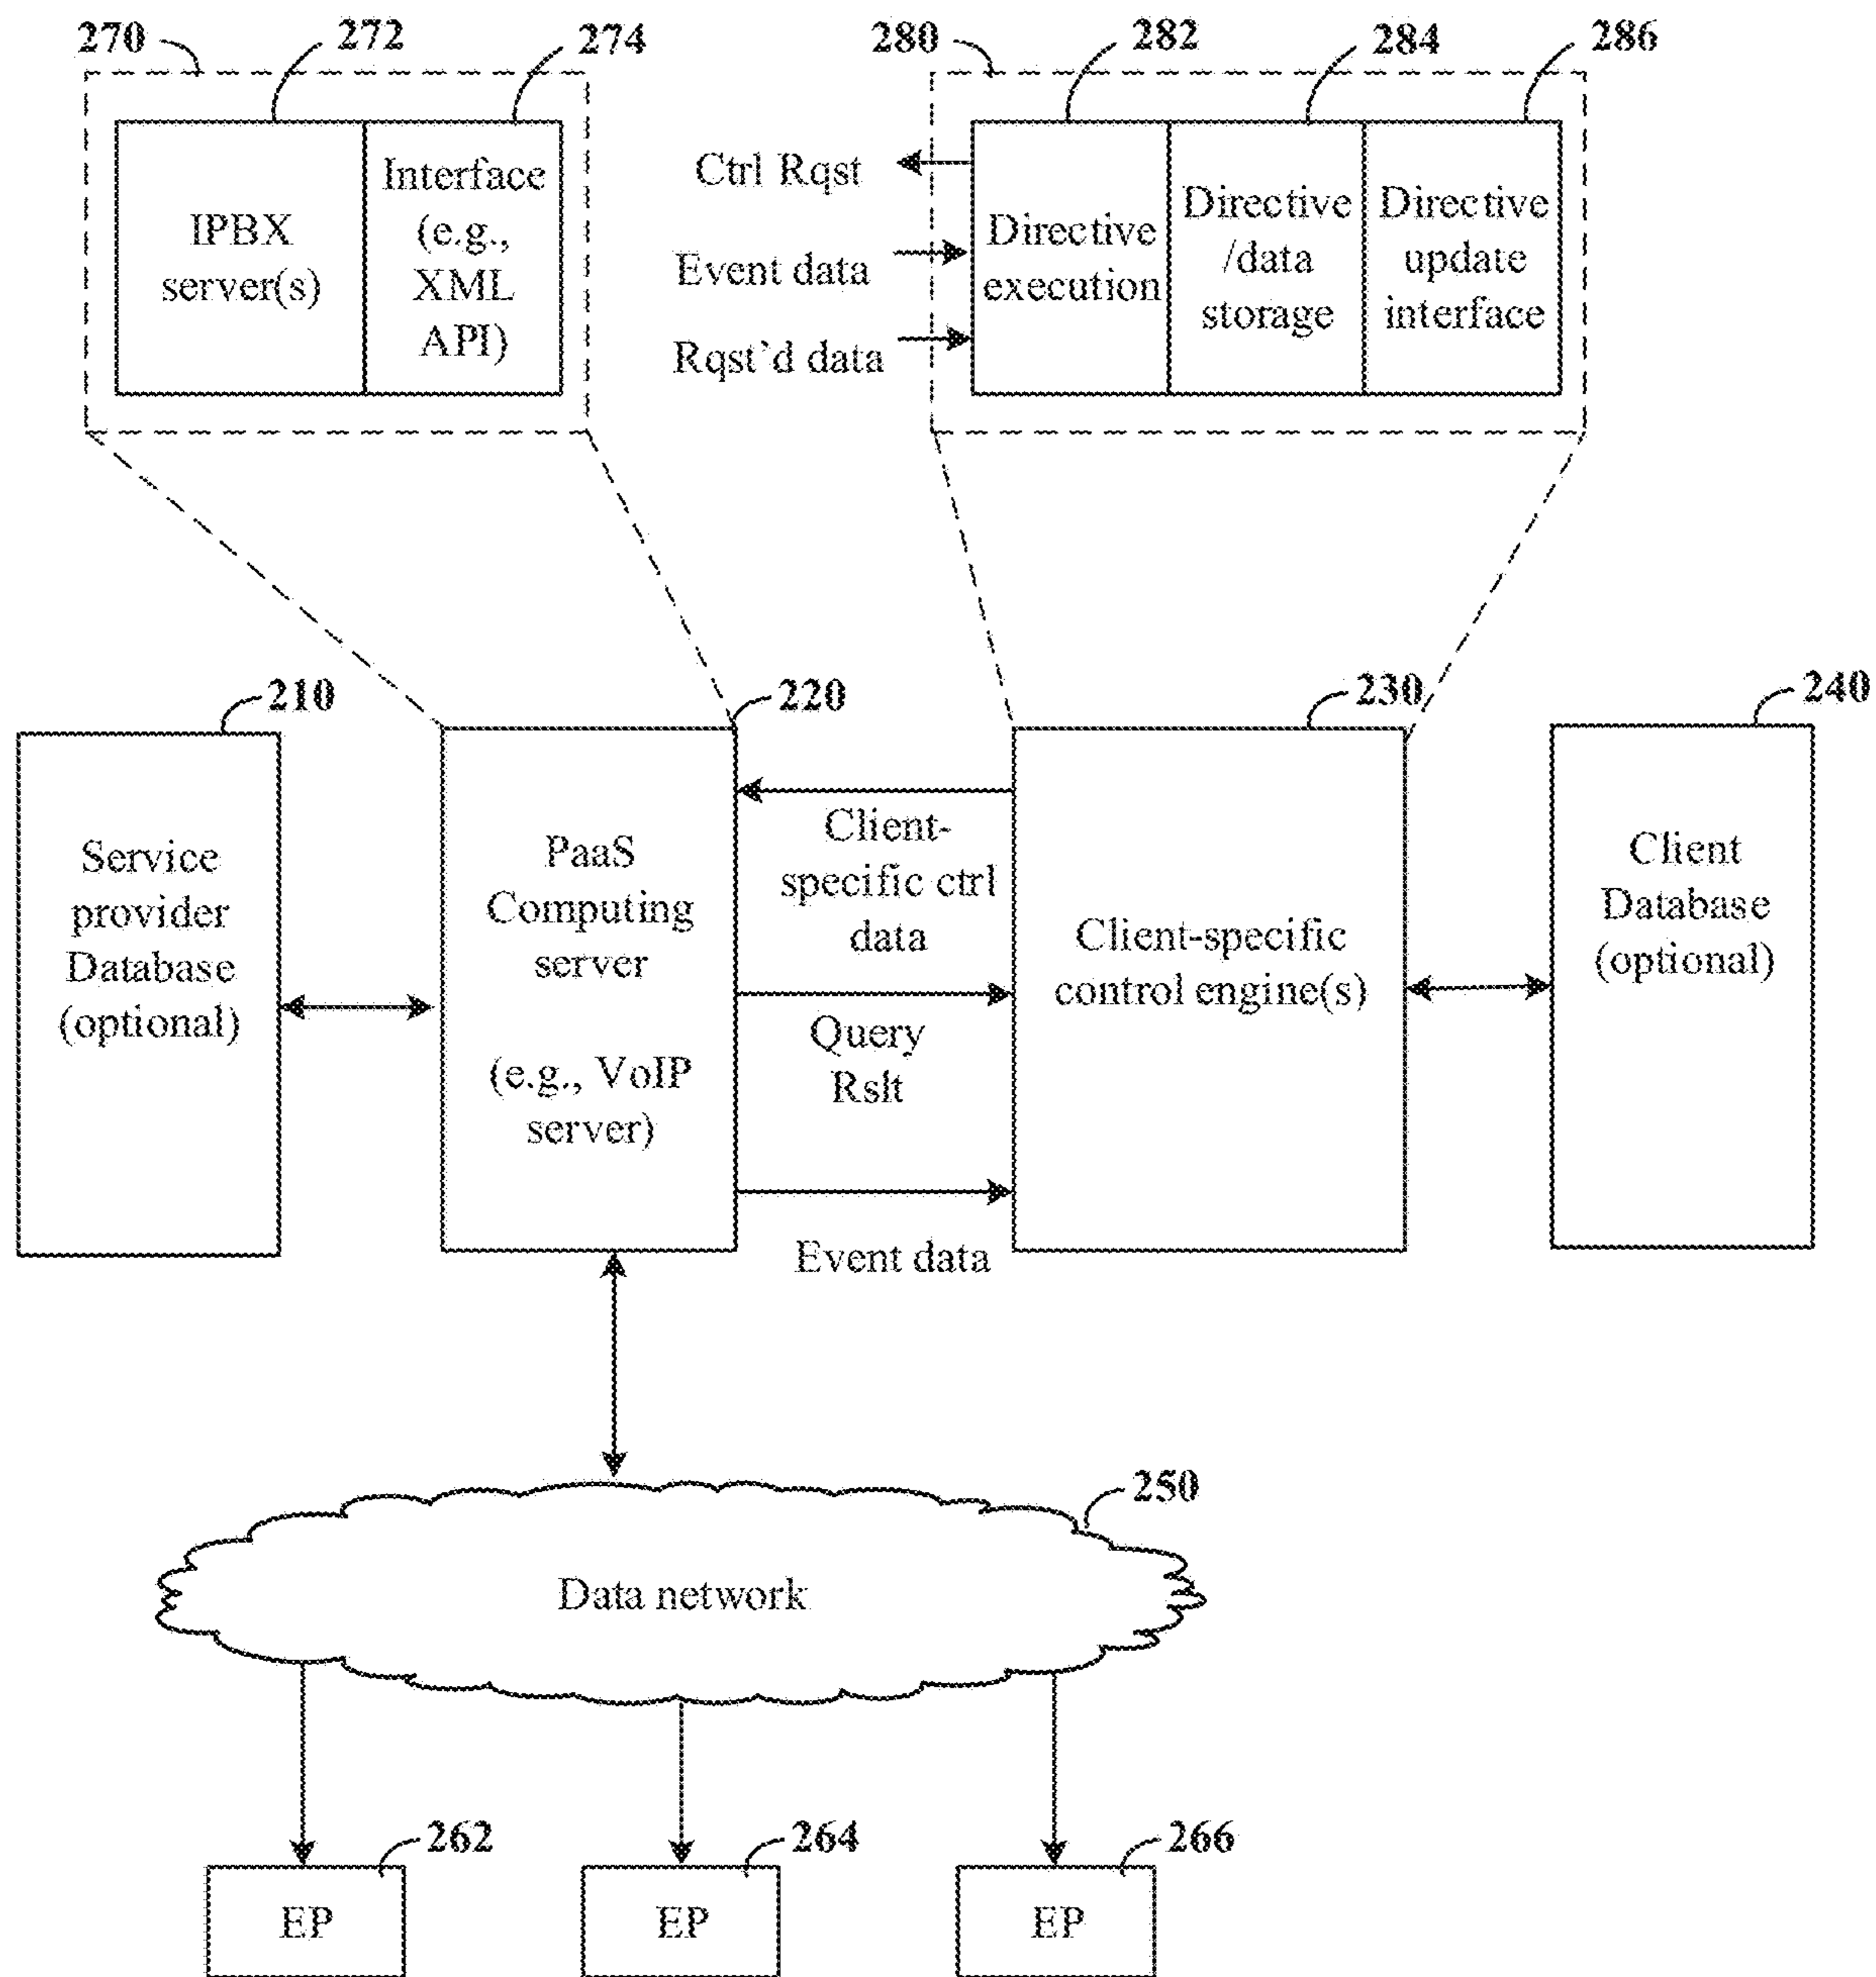 270
272
274
280
282
284
286
IPBX
server(s)
Interface
(e.g.,
XML
API)
Ctrl Rqst
Event data
Rqst'd data
Directive
execution
Directive
/data
storage
Directive
update
interface
210
220
230
240
Service
provider
Database
(optional)
PaaS
Computing
server
(e.g., VoIP
server)
Client-
specific ctrl
data
Query
Rslt
Event data
Client-specific
control engine(s)
Client
Database
(optional)
250
Data network
262
264
266
EP
EP
EP